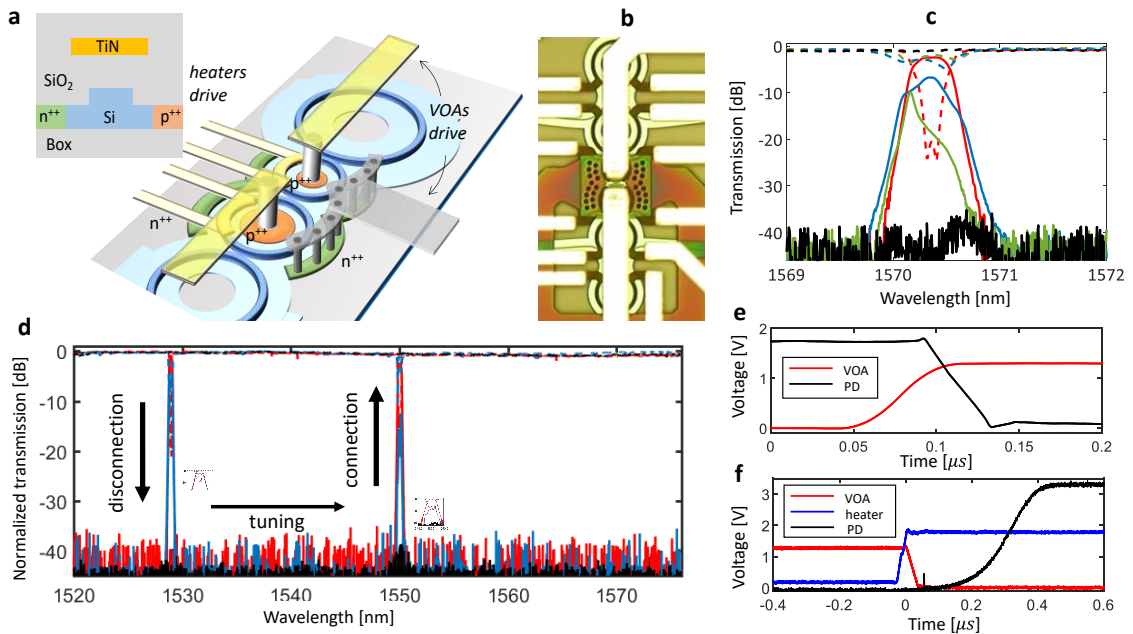 a
TiN
SiO2
n++
Si
p++
Box
heaters
drive
VOAs
drive
p++
n++
p++
n++
b
c
Transmission [dB]
0
-10
-20
-30
-40
1569
1570
1571
1572
Wavelength [nm]
d
Normalized transmission [dB]
0
-10
-20
-30
-40
disconnection
tuning
connection
1520
1530
1540
1550
1560
1570
Wavelength [nm]
e
Voltage [V]
2
1
0
VOA
PD
0
0.05
0.1
0.15
0.2
Time [μs]
f
Voltage [V]
3
2
1
0
VOA
heater
PD
-0.4
-0.2
0
0.2
0.4
0.6
Time [μs]